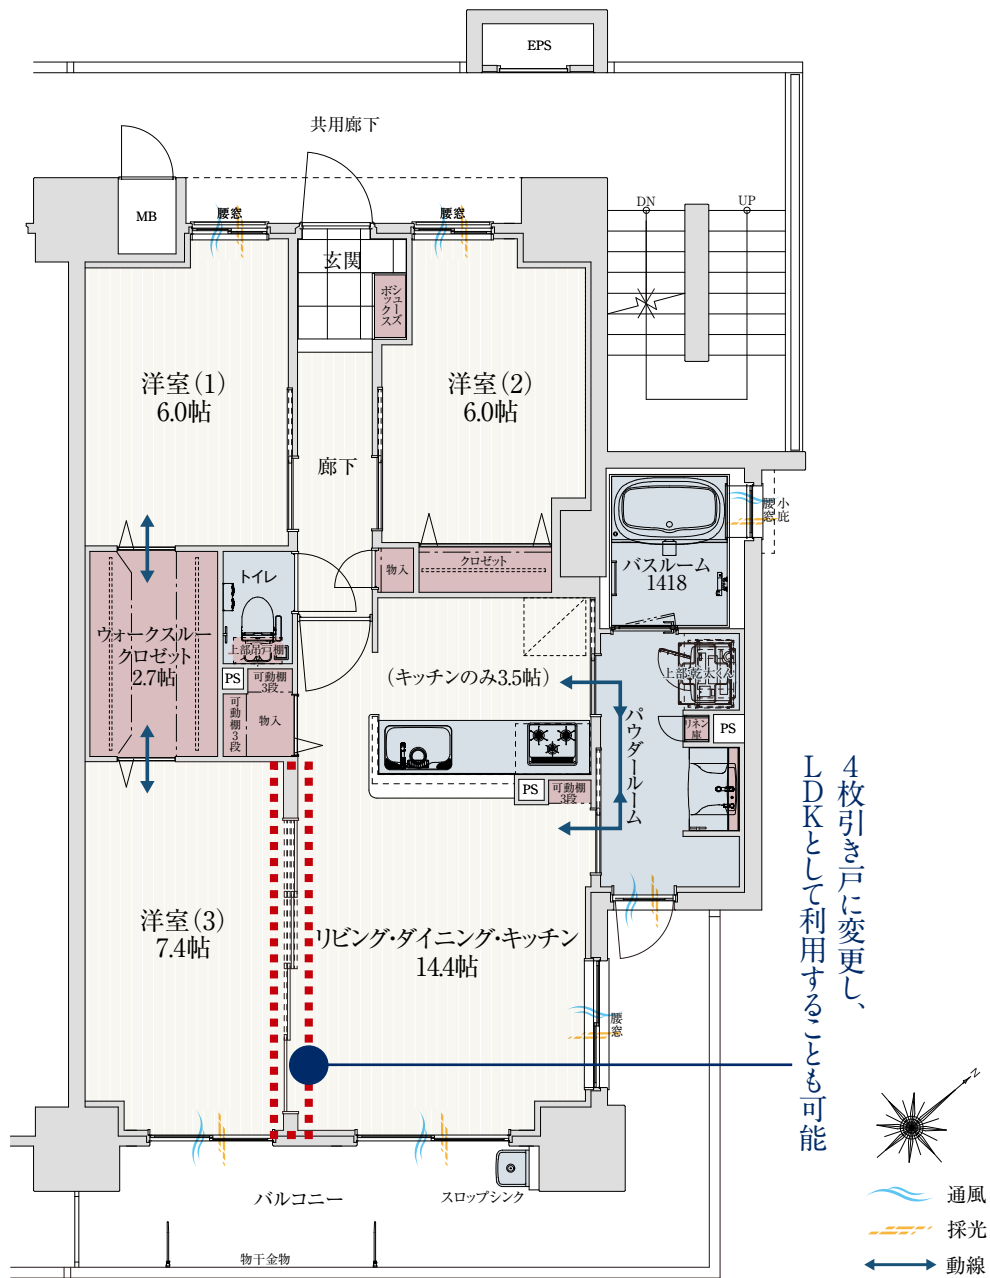 EPS
共用廊下
MB
腰窓
腰窓
DN
UP
玄関
シューズ
ボックス
洋室(1)
6.0帖
洋室(2)
6.0帖
廊下
小庇
腰窓
バスルーム
1418
トイレ
物入
クロゼット
ウォークスルー
クロゼット
2.7帖
上部吊戸棚
上部乾太くん
PS
可動棚
3段
可動棚3段
物入
(キッチンのみ3.5帖)
パウダールーム
リネン
庫
PS
PS
可動棚
3段
4枚引き戸に変更し、
LDKとして利用することも可能
洋室(3)
7.4帖
リビング・ダイニング・キッチン
14.4帖
腰窓
N
バルコニー
スロップシンク
物干金物
通風
採光
動線